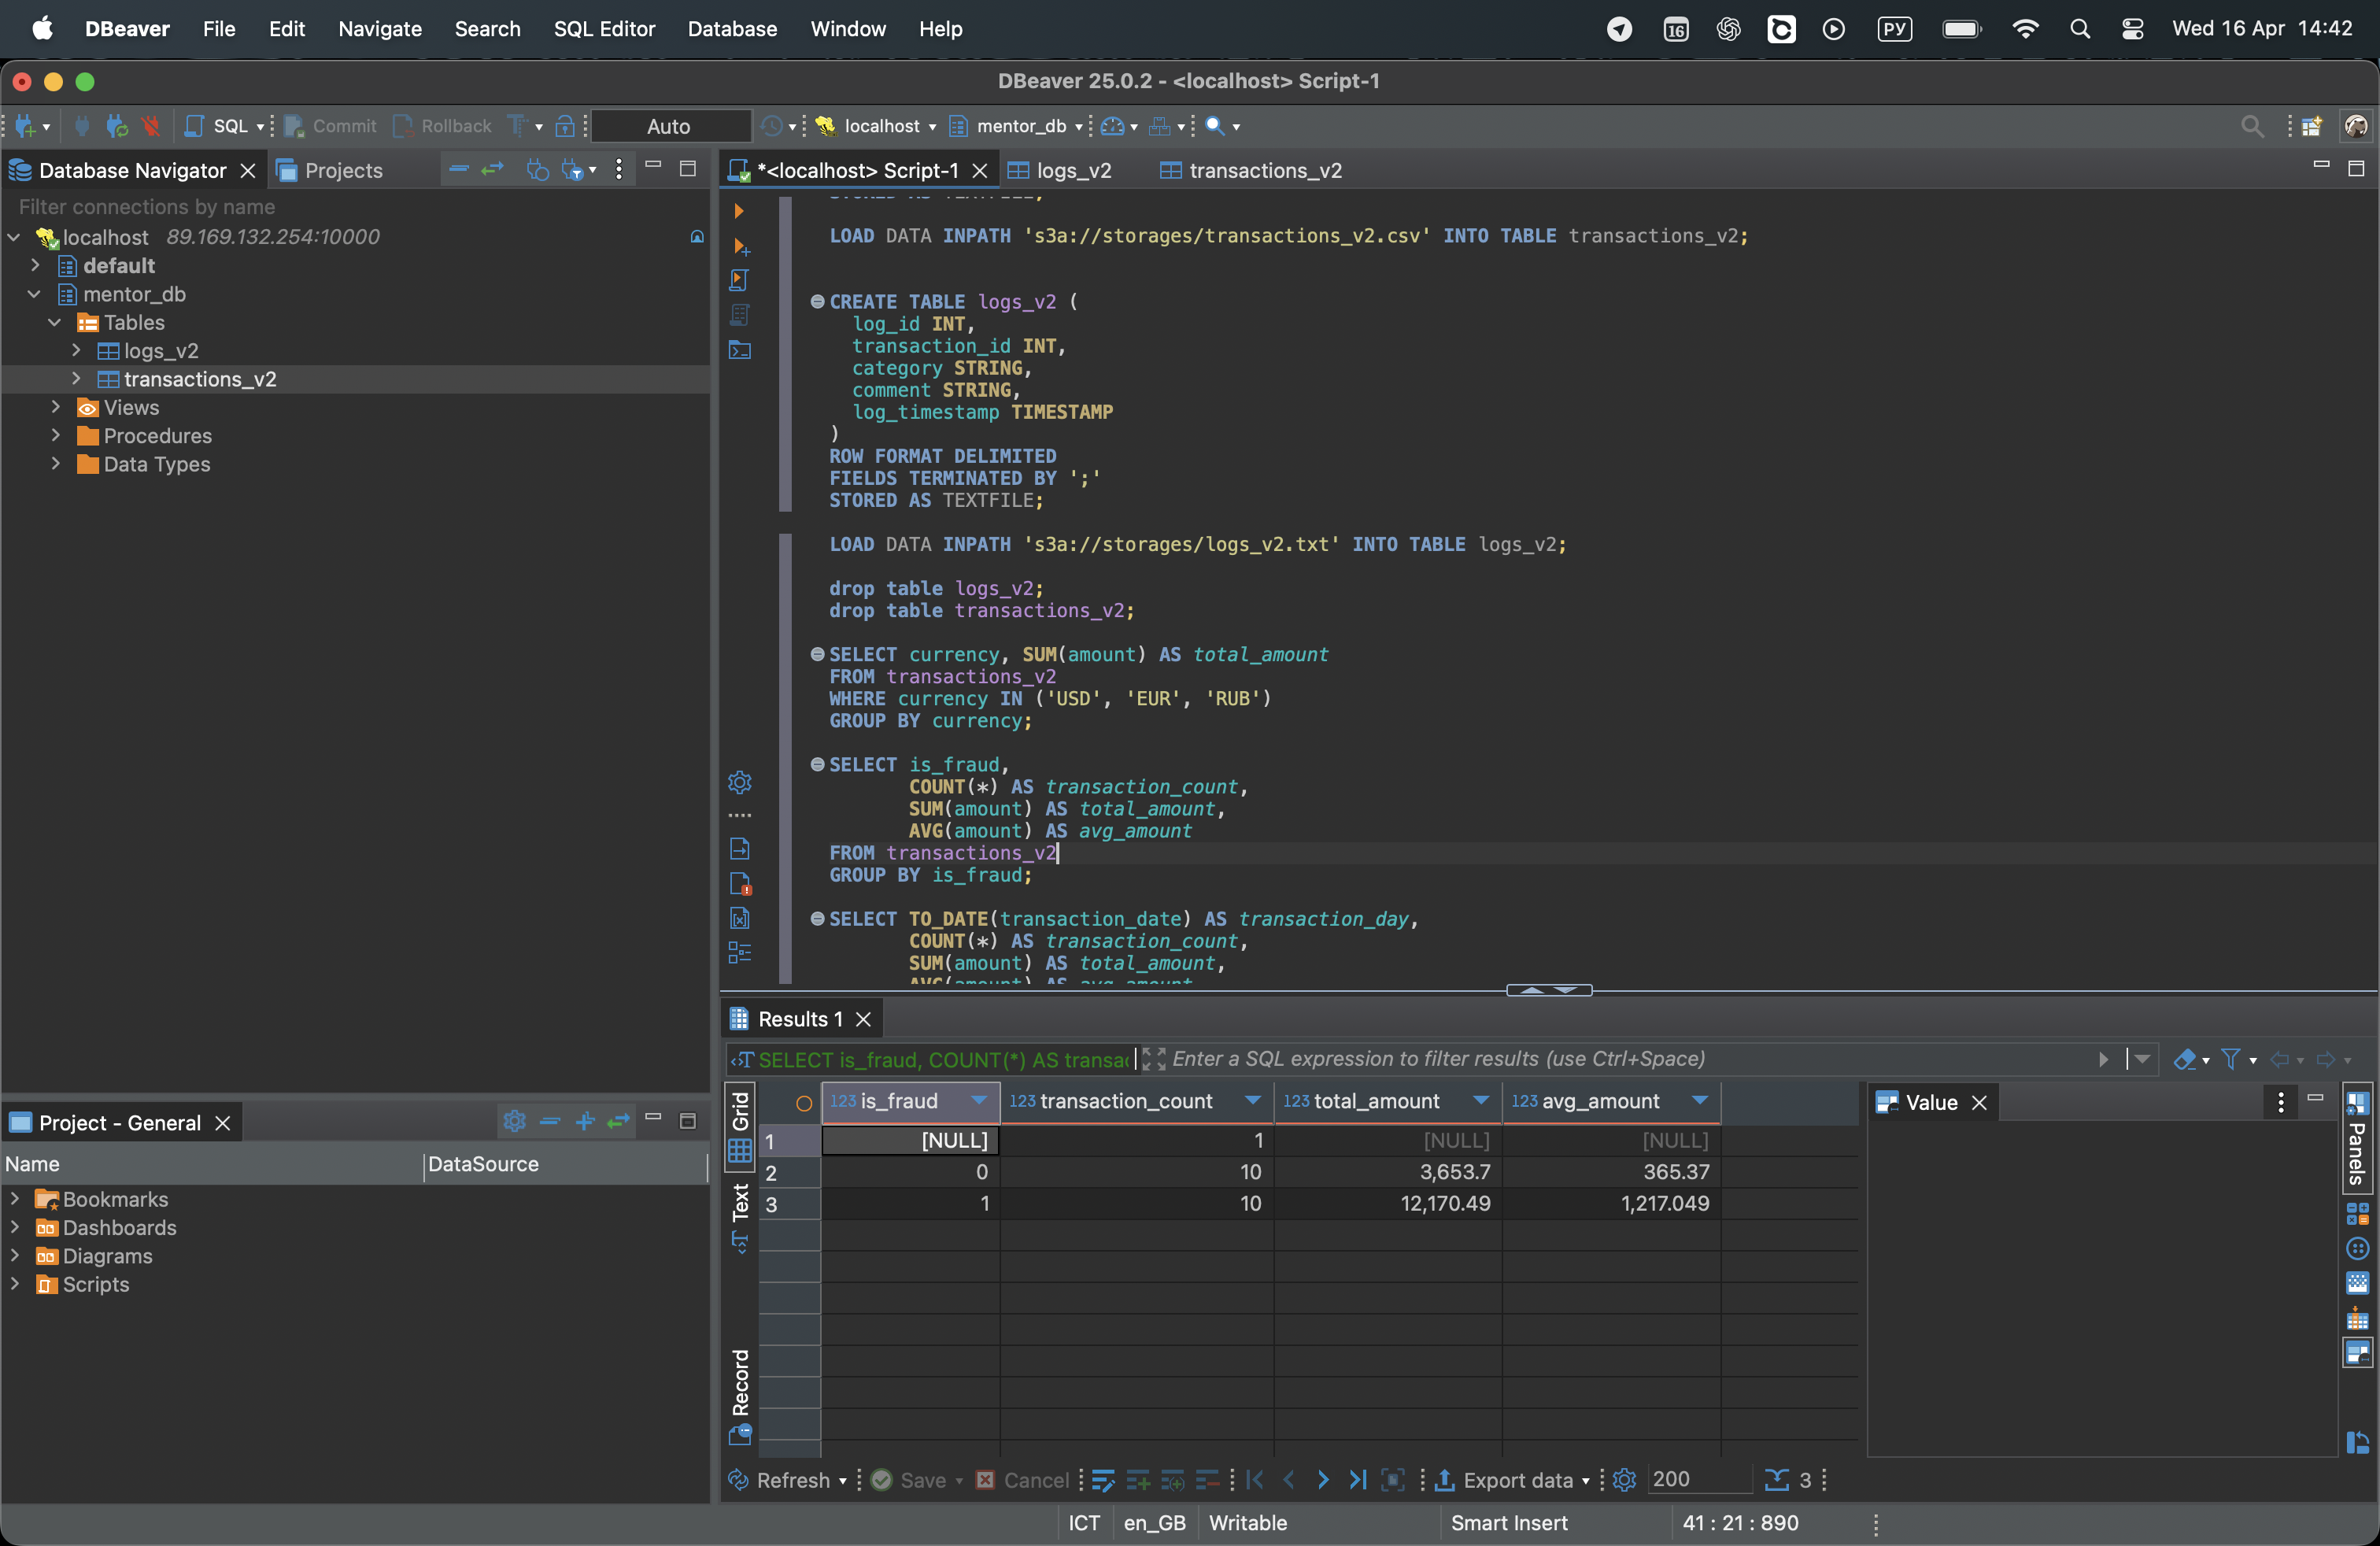 DBeaver File Edit Navigate Search SQL Editor Database Window Help 16 РУ Wed 16 Apr 14:42
DBeaver 25.0.2 - <localhost> Script-1
SQL Commit Rollback Auto localhost mentor_db
Database Navigator Projects
Filter connections by name
localhost 89.169.132.254:10000
default
mentor_db
Tables
logs_v2
transactions_v2
Views
Procedures
Data Types
*<localhost> Script-1 logs_v2 transactions_v2
LOAD DATA INPATH 's3a://storages/transactions_v2.csv' INTO TABLE transactions_v2;
CREATE TABLE logs_v2 (
log_id INT,
transaction_id INT,
category STRING,
comment STRING,
log_timestamp TIMESTAMP
)
ROW FORMAT DELIMITED
FIELDS TERMINATED BY ';'
STORED AS TEXTFILE;
LOAD DATA INPATH 's3a://storages/logs_v2.txt' INTO TABLE logs_v2;
drop table logs_v2;
drop table transactions_v2;
SELECT currency, SUM(amount) AS total_amount
FROM transactions_v2
WHERE currency IN ('USD', 'EUR', 'RUB')
GROUP BY currency;
SELECT is_fraud,
COUNT(*) AS transaction_count,
SUM(amount) AS total_amount,
AVG(amount) AS avg_amount
FROM transactions_v2
GROUP BY is_fraud;
SELECT TO_DATE(transaction_date) AS transaction_day,
COUNT(*) AS transaction_count,
SUM(amount) AS total_amount,
AVG(amount) AS avg_amount
Project - General
Name DataSource
Bookmarks
Dashboards
Diagrams
Scripts
Results 1
SELECT is_fraud, COUNT(*) AS transac Enter a SQL expression to filter results (use Ctrl+Space)
Grid
Text
Record
123 is_fraud 123 transaction_count 123 total_amount 123 avg_amount
1 [NULL] 1 [NULL] [NULL]
2 0 10 3,653.7 365.37
3 1 10 12,170.49 1,217.049
Value
Panels
Refresh Save Cancel Export data 200 3
ICT en_GB Writable Smart Insert 41 : 21 : 890